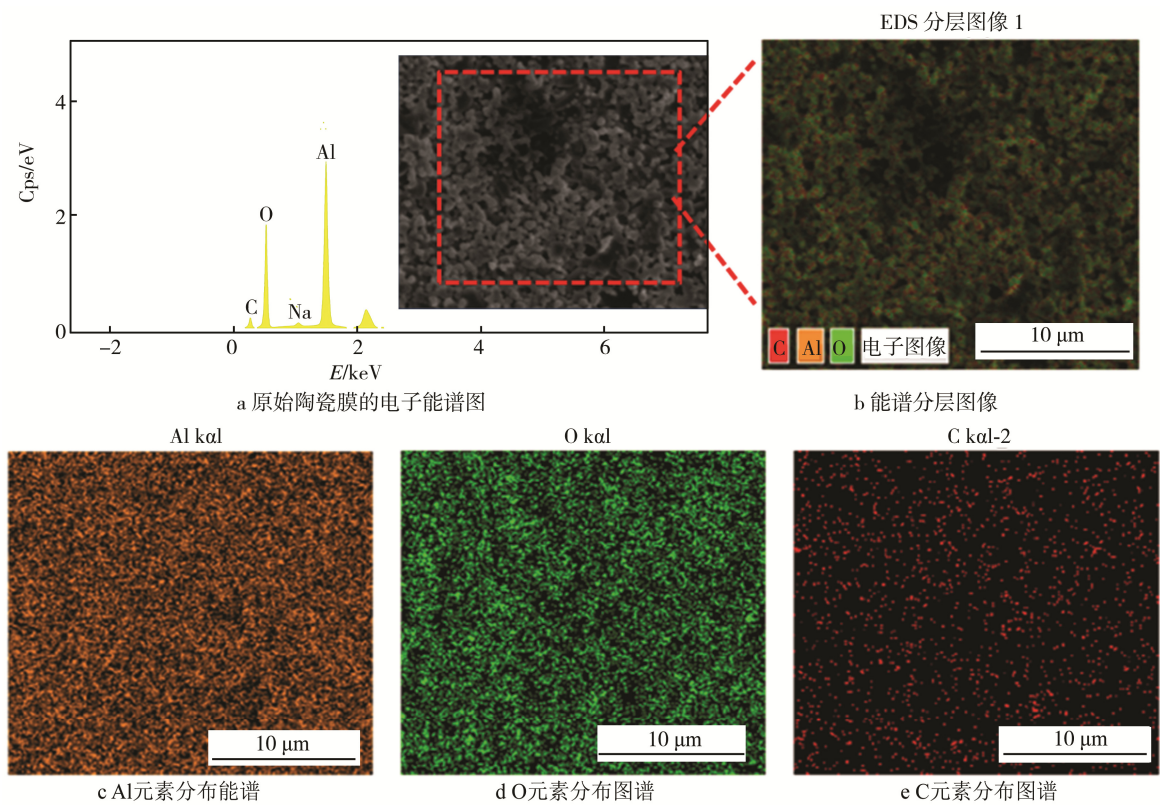 EDS 分层图像 1
4
2
0
Cps/eV
C
O
Na
Al
−2
0
2
4
6
E/keV
C Al O 电子图像
10 μm
a 原始陶瓷膜的电子能谱图
b 能谱分层图像
Al kαl
O kαl
C kαl-2
10 μm
10 μm
10 μm
c Al元素分布能谱
d O元素分布图谱
e C元素分布图谱